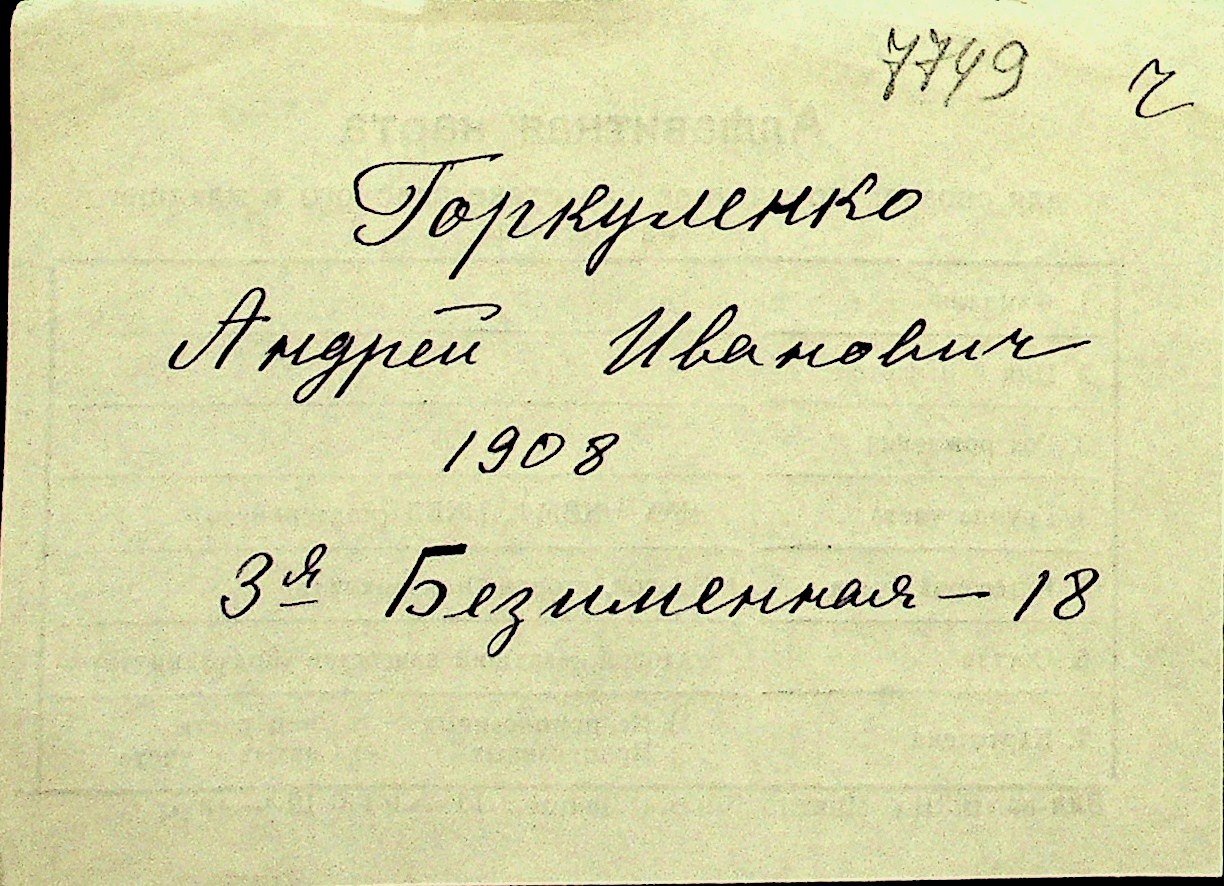 7749 ч
Горкуленко
Андрей Иванович
1908
3я Безименная – 18